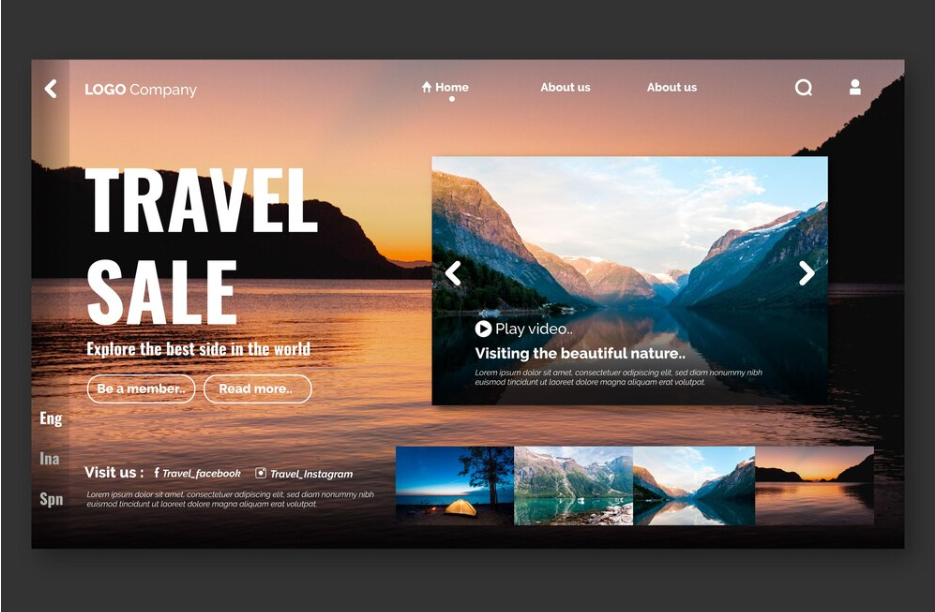 LOGO Company
Home
About us
About us
TRAVEL
SALE
Explore the best side in the world
Be a member..
Read more..
Eng
Ina
Spn
Visit us :
Travel_facebook
Travel_Instagram
Lorem ipsum dolor sit amet, consectetuer adipiscing elit, sed diam nonummy nibh
euismod tincidunt ut laoreet dolore magna aliquam erat volutpat.
Play video..
Visiting the beautiful nature..
Lorem ipsum dolor sit amet, consectetuer adipiscing elit, sed diam nonummy nibh
euismod tincidunt ut laoreet dolore magna aliquam erat volutpat.